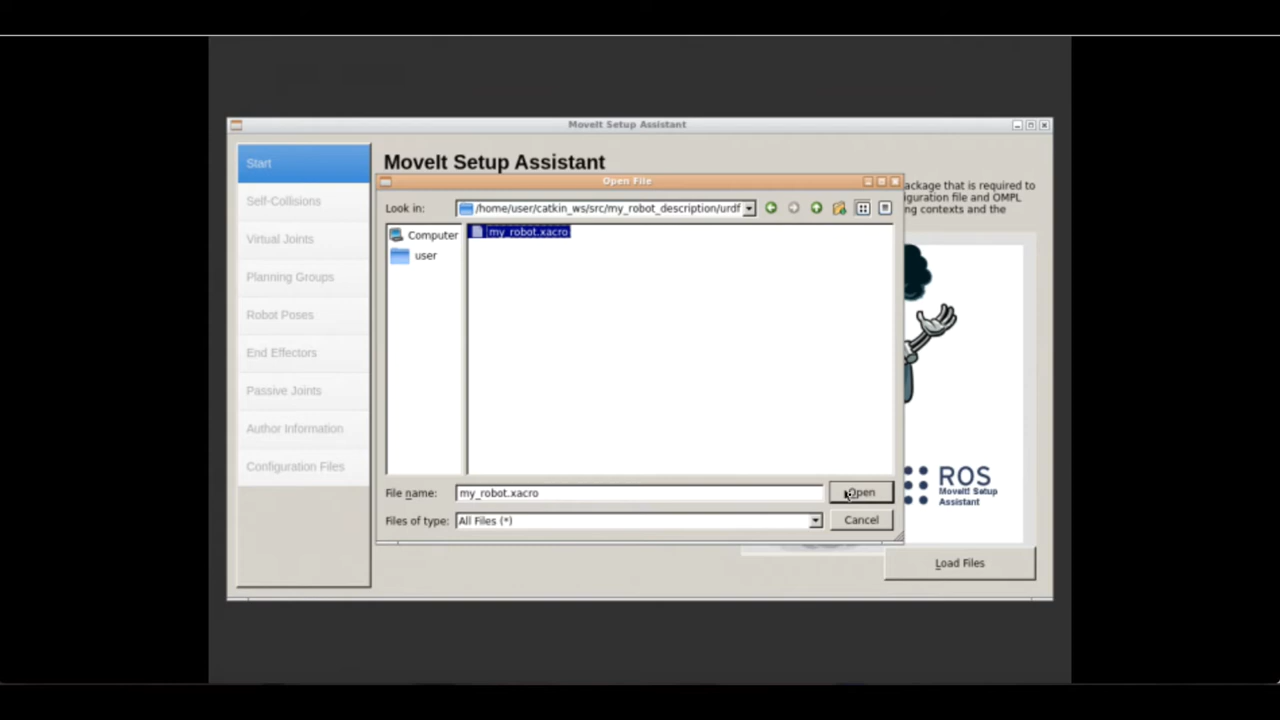 MoveIt Setup Assistant
Start
Self-Collisions
Virtual Joints
Planning Groups
Robot Poses
End Effectors
Passive Joints
Author Information
Configuration Files
MoveIt Setup Assistant
ackage that is required to
iguration file and OMPL
ng contexts and the
Open File
Look in:
/home/user/catkin_ws/src/my_robot_description/urdf
Computer
user
my_robot.xacro
File name:
my_robot.xacro
Open
Files of type:
All Files (*)
Cancel
ROS
MoveIt! Setup
Assistant
Load Files